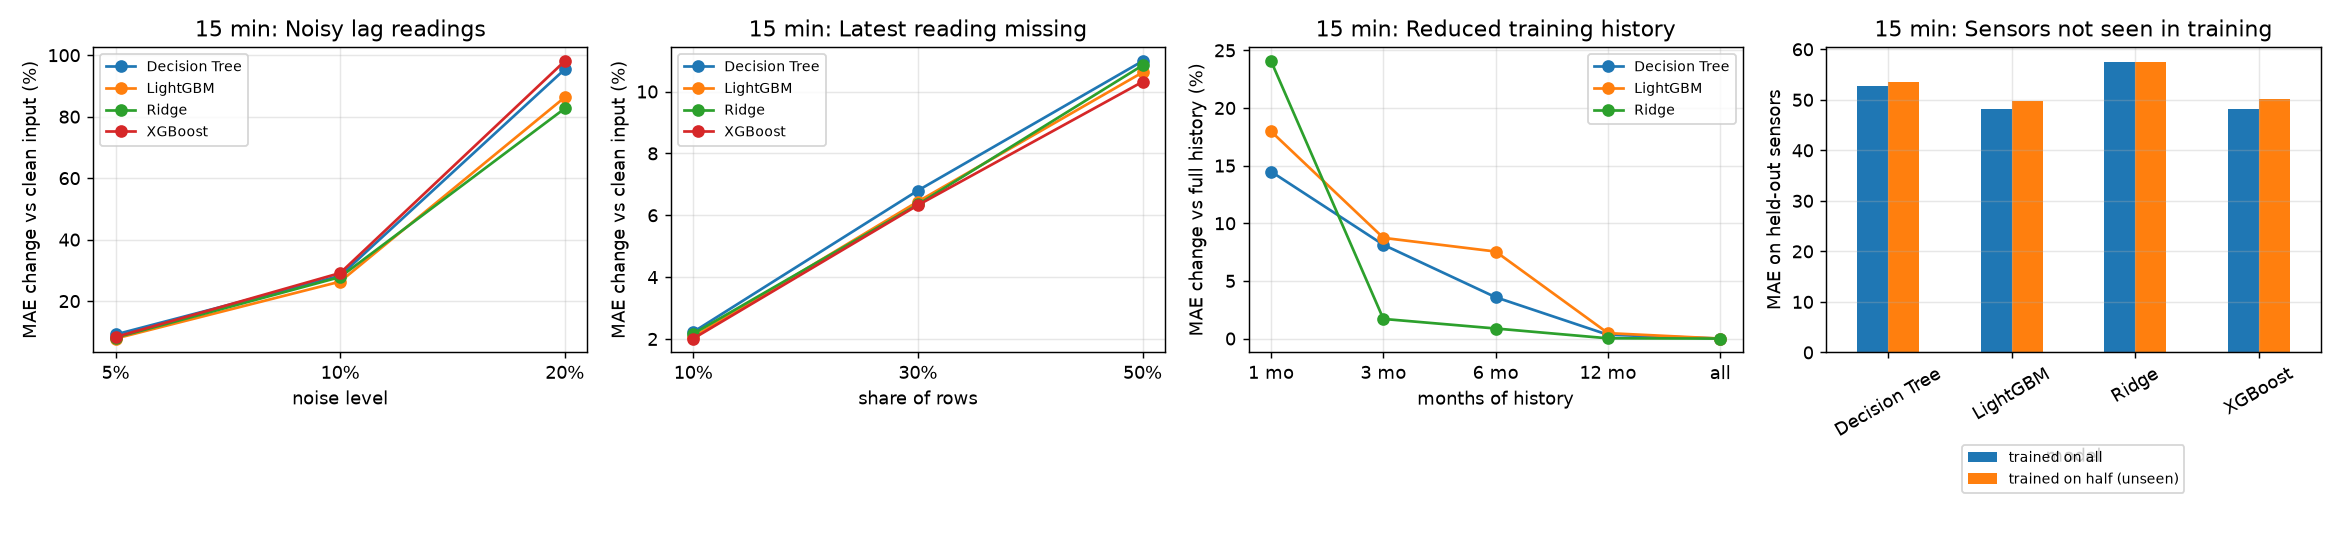 15 min: Noisy lag readings
MAE change vs clean input (%)
100
80
60
40
20
Decision Tree
LightGBM
Ridge
XGBoost
5%
10%
20%
noise level
15 min: Latest reading missing
MAE change vs clean input (%)
10
8
6
4
2
Decision Tree
LightGBM
Ridge
XGBoost
10%
30%
50%
share of rows
15 min: Reduced training history
MAE change vs full history (%)
25
20
15
10
5
0
Decision Tree
LightGBM
Ridge
1 mo
3 mo
6 mo
12 mo
all
months of history
15 min: Sensors not seen in training
MAE on held-out sensors
60
50
40
30
20
10
0
Decision Tree
LightGBM
Ridge
XGBoost
trained on all
trained on half (unseen)